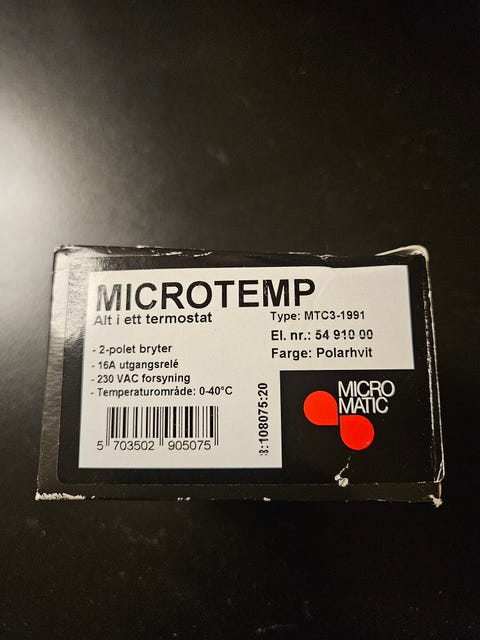 MICROTEMP
Alt i ett termostat
Type: MTC3-1991
El. nr.: 54 910 00
Farge: Polarhvit
- 2-polet bryter
- 16A utgangsrelé
- 230 VAC forsyning
- Temperaturområde: 0-40°C
5 703502 905075
:108075:20
MICRO
MATIC